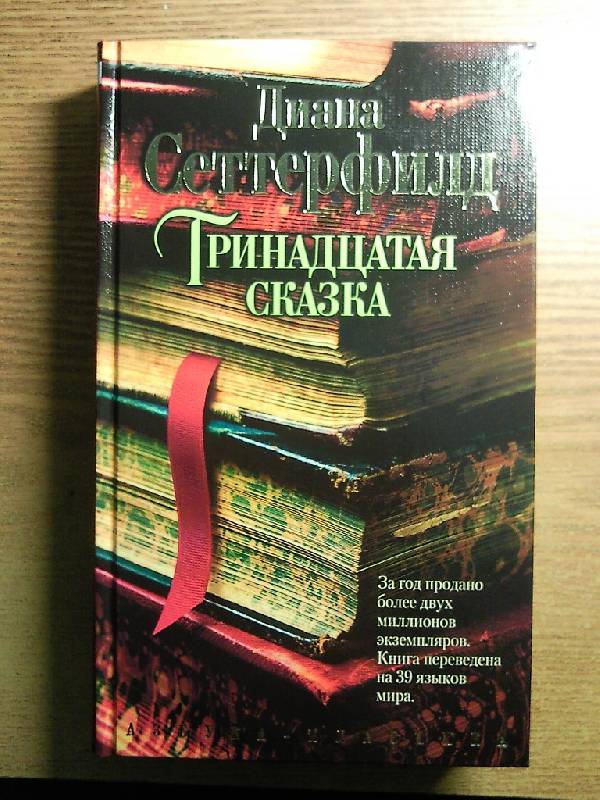 Диана
Сеттерфилд
Тринадцатая
сказка
За год продано
более двух
миллионов
экземпляров.
Книга переведена
на 39 языков
мира.